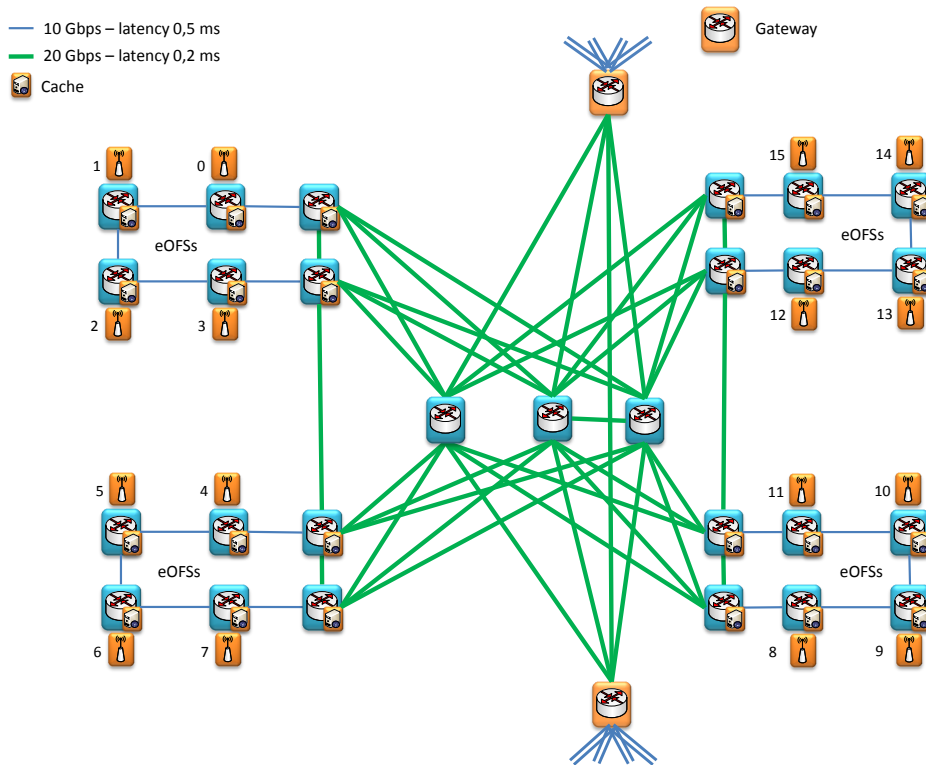 10 Gbps – latency 0,5 ms
Gateway
20 Gbps – latency 0,2 ms
Cache
1
0
15
14
eOFSs
eOFSs
2
3
12
13
5
4
11
10
eOFSs
eOFSs
6
7
8
9